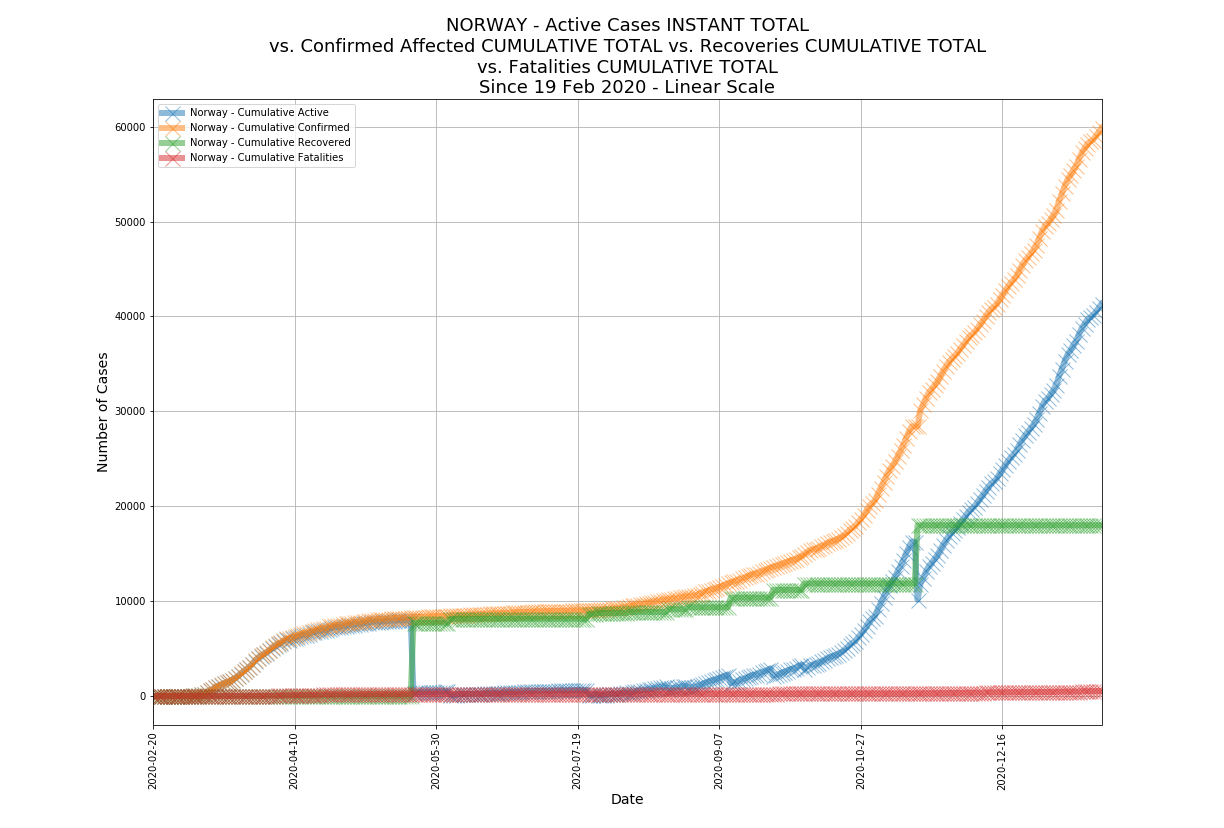 NORWAY - Active Cases INSTANT TOTAL
vs. Confirmed Affected CUMULATIVE TOTAL vs. Recoveries CUMULATIVE TOTAL
vs. Fatalities CUMULATIVE TOTAL
Since 19 Feb 2020 - Linear Scale
Norway - Cumulative Active
Norway - Cumulative Confirmed
Norway - Cumulative Recovered
Norway - Cumulative Fatalities
Number of Cases
60000
50000
40000
30000
20000
10000
0
2020-02-20
2020-04-10
2020-05-30
2020-07-19
2020-09-07
2020-10-27
2020-12-16
Date